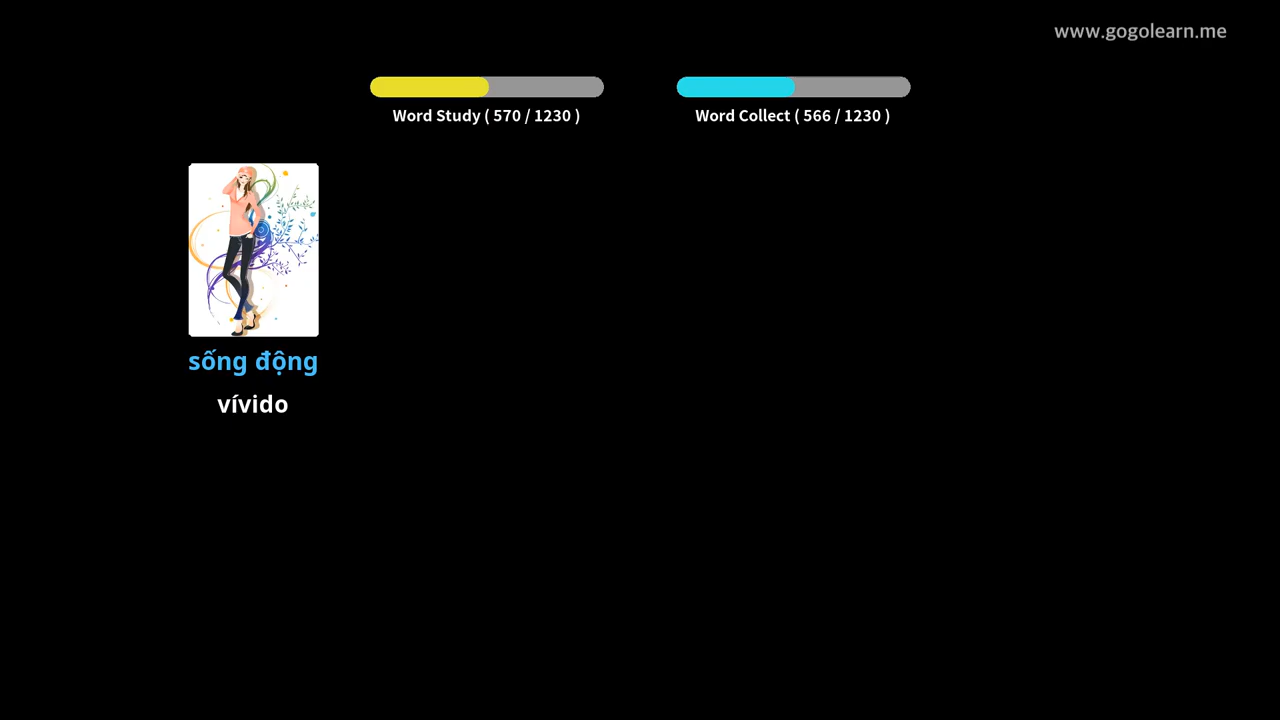 www.gogolearn.me
Word Study ( 570 / 1230 )
Word Collect ( 566 / 1230 )
sống động
vívido